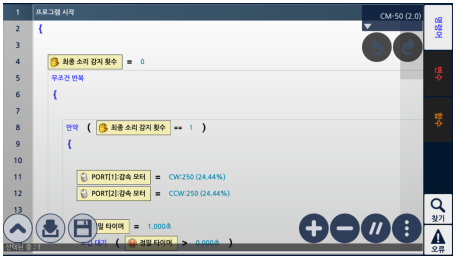 1 프로그램 시작 CM-50 (2.0)
2 {
3
4 최종 소리 감지 횟수 = 0
5 무조건 반복
6 {
7
8 만약 ( 최종 소리 감지 횟수 == 1 )
9 {
10
11 PORT[1]:감속 모터 = CW:250 (24.44%)
12 PORT[2]:감속 모터 = CCW:250 (24.44%)
13
밀 타이머 = 1.000초
대기 ( 정밀 타이머 > 0.000초 )
선택된 줄 : 1
명령어
변수
함수
찾기
오류